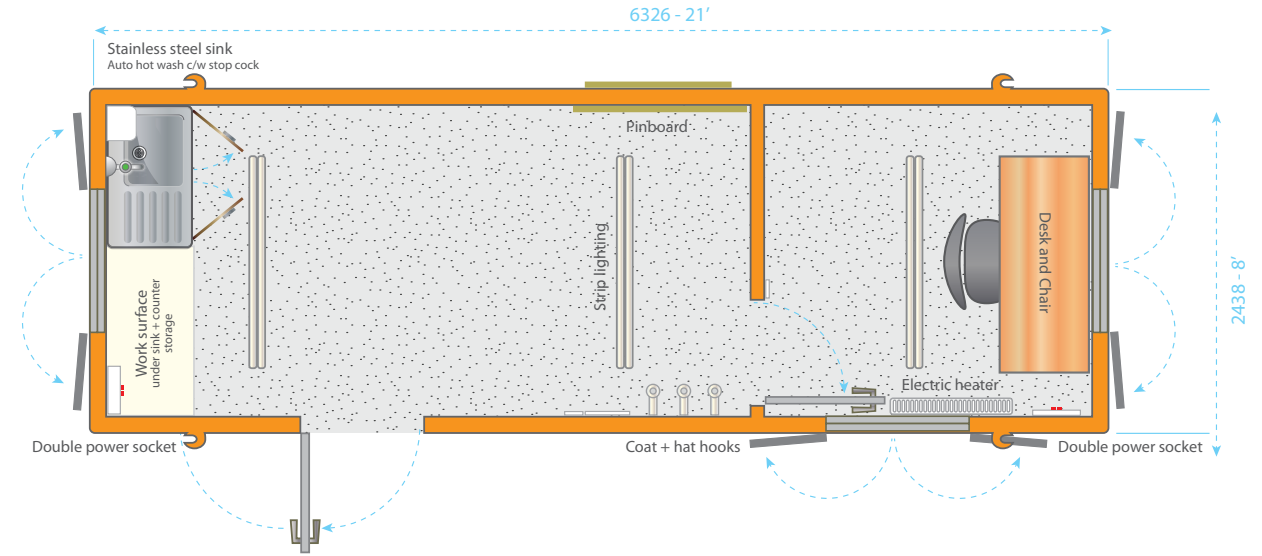 6326 - 21’
Stainless steel sink
Auto hot wash c/w stop cock
Pinboard
Strip lighting
Desk and Chair
2438 - 8’
Work surface
under sink + counter
storage
Electric heater
Double power socket
Coat + hat hooks
Double power socket